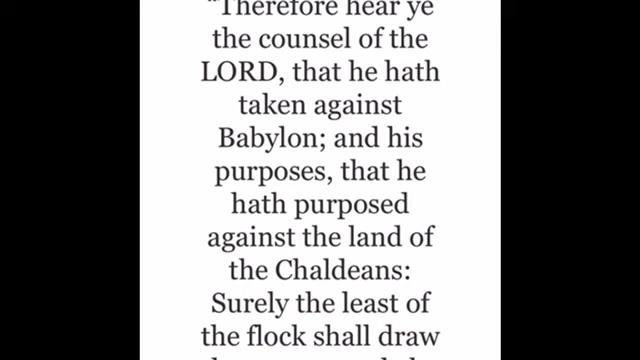 "Therefore hear ye
the counsel of the
LORD, that he hath
taken against
Babylon; and his
purposes, that he
hath purposed
against the land of
the Chaldeans:
Surely the least of
the flock shall draw